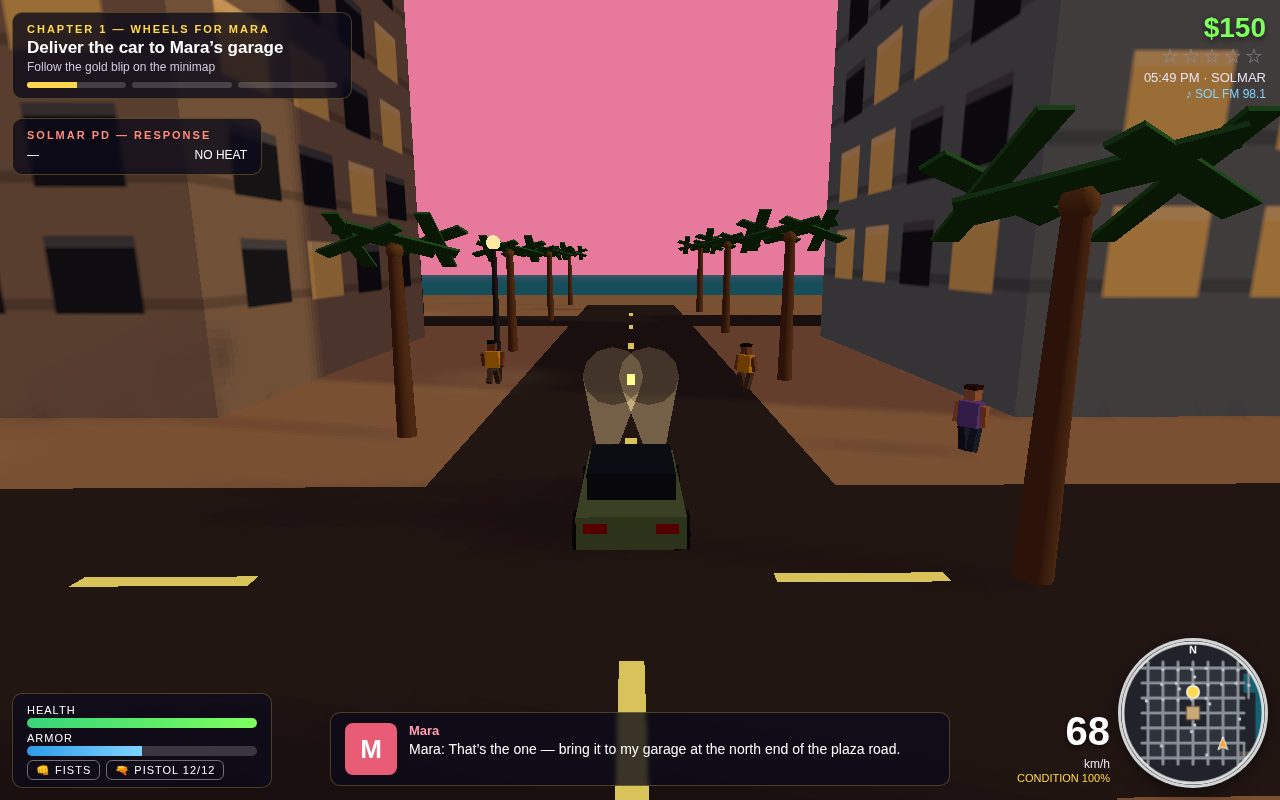 CHAPTER 1 — WHEELS FOR MARA
Deliver the car to Mara’s garage
Follow the gold blip on the minimap
SOLMAR PD — RESPONSE
— NO HEAT
$150
☆☆☆☆☆
05:49 PM · SOLMAR
♪ SOL FM 98.1
HEALTH
ARMOR
👊 FISTS 🔫 PISTOL 12/12
M
Mara
Mara: That’s the one — bring it to my garage at the north end of the plaza road.
68
km/h
CONDITION 100%
N